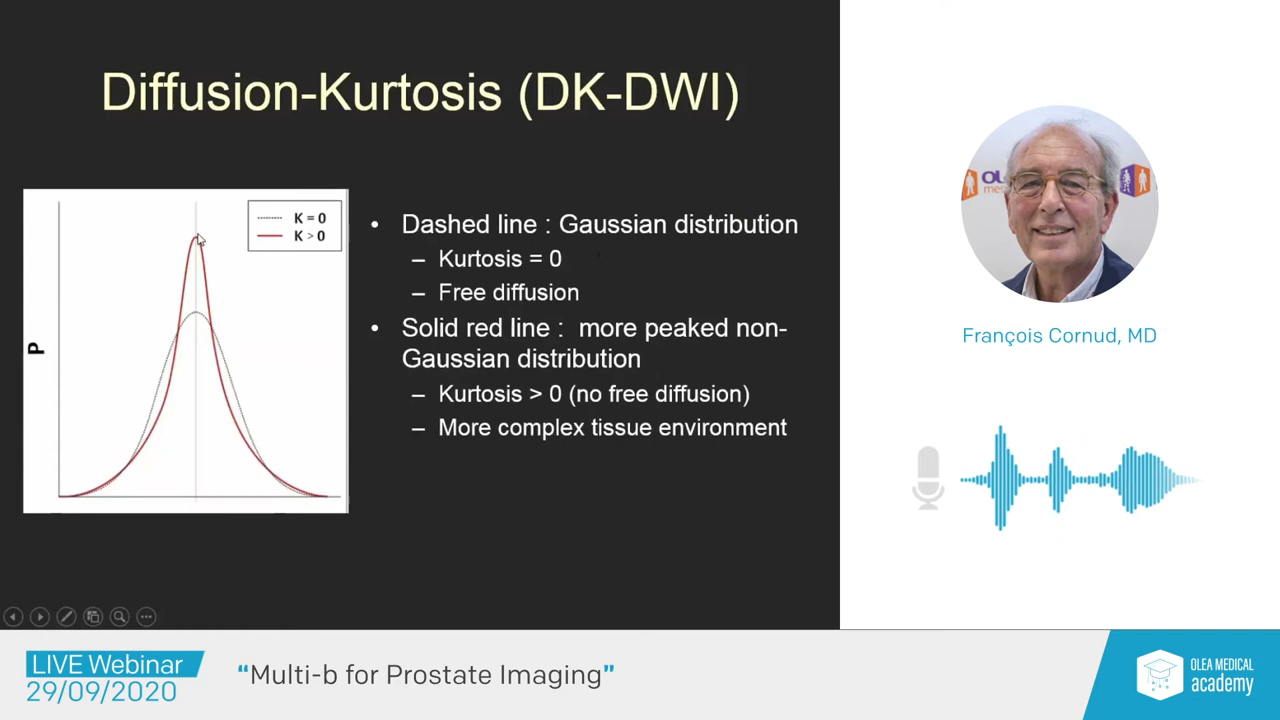 Diffusion-Kurtosis (DK-DWI)
K = 0
K > 0
P
• Dashed line : Gaussian distribution
– Kurtosis = 0
– Free diffusion
• Solid red line : more peaked non-
Gaussian distribution
– Kurtosis > 0 (no free diffusion)
– More complex tissue environment
François Cornud, MD
LIVE Webinar
29/09/2020
“Multi-b for Prostate Imaging”
OLEA MEDICAL
academy